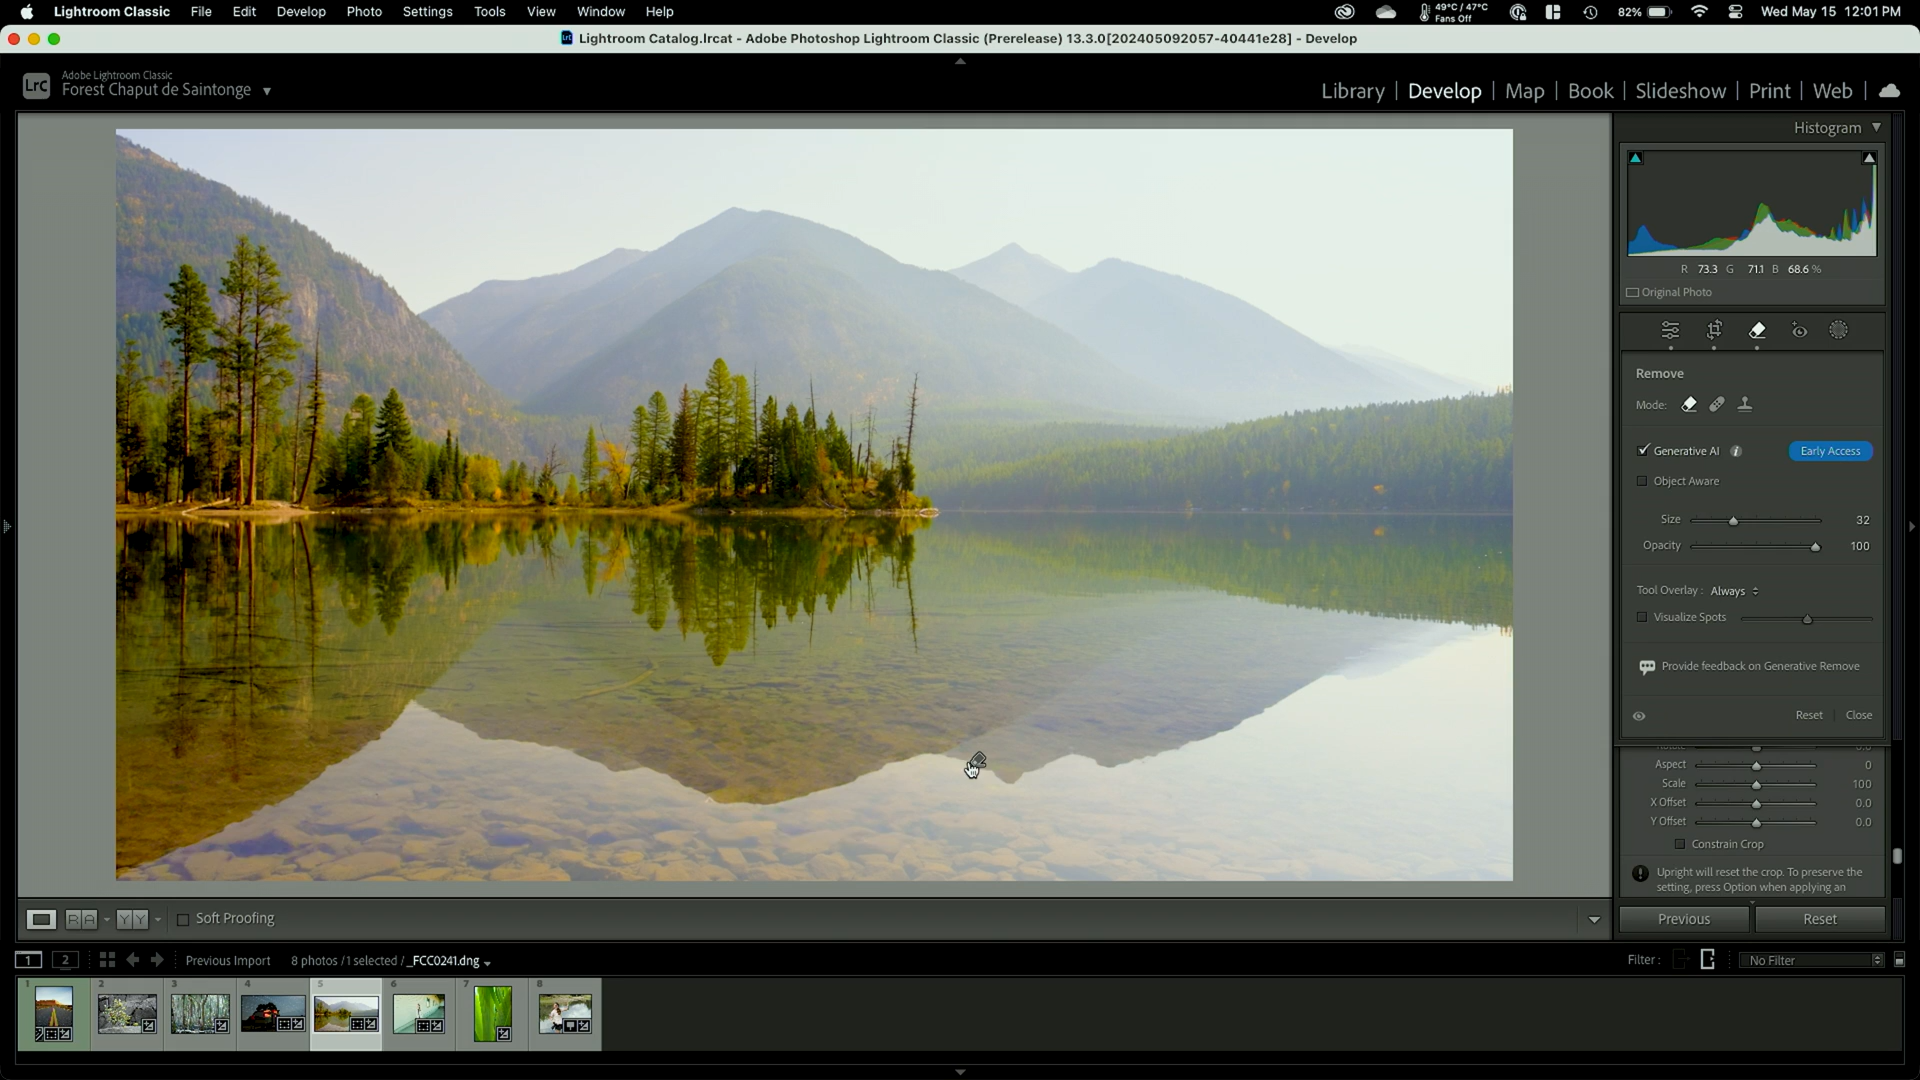 Lightroom Classic File Edit Develop Photo Settings Tools View Window Help 49°C / 47°C 82% Wed May 15 12:01 PM
Fans Off
Lightroom Catalog.lrcat - Adobe Photoshop Lightroom Classic (Prerelease) 13.3.0[202405092057-40441e28] - Develop
LrC
Adobe Lightroom Classic
Forest Chaput de Saintonge
Library | Develop | Map | Book | Slideshow | Print | Web |
Histogram
R 73.3 G 71.1 B 68.6 %
Original Photo
Remove
Mode:
Generative AI Early Access
Object Aware
Size 32
Opacity 100
Tool Overlay : Always
Visualize Spots
Provide feedback on Generative Remove
Reset Close
Aspect 0
Scale 100
X Offset 0.0
Y Offset 0.0
Constrain Crop
Upright will reset the crop. To preserve the
setting, press Option when applying an
Previous Reset
R A Y Y Soft Proofing
1 2 Previous Import 8 photos / 1 selected / _FCC0241.dng Filter : No Filter
1 2 3 4 5 6 7 8